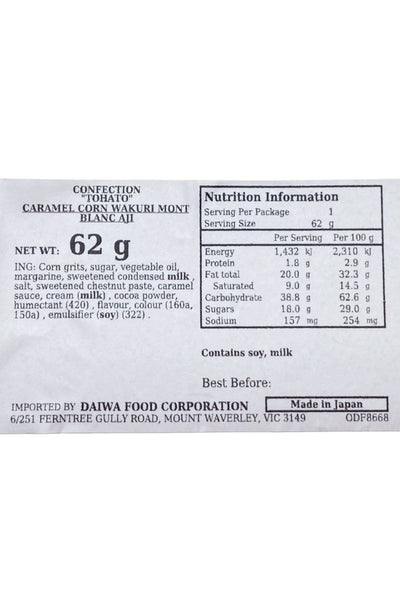 CONFECTION
"TOHATO"
CARAMEL CORN WAKURI MONT
BLANC AJI
NET WT: 62 g
ING: Corn grits, sugar, vegetable oil,
margarine, sweetened condensed milk ,
salt, sweetened chestnut paste, caramel
sauce, cream (milk) , cocoa powder,
humectant (420) , flavour, colour (160a,
150a) , emulsifier (soy) (322) .
Nutrition Information
Serving Per Package 1
Serving Size 62 g
Per Serving Per 100 g
Energy 1,432 kJ 2,310 kJ
Protein 1.8 g 2.9 g
Fat total 20.0 g 32.3 g
Saturated 9.0 g 14.5 g
Carbohydrate 38.8 g 62.6 g
Sugars 18.0 g 29.0 g
Sodium 157 mg 254 mg
Contains soy, milk
Best Before:
IMPORTED BY DAIWA FOOD CORPORATION Made in Japan
6/251 FERNTREE GULLY ROAD, MOUNT WAVERLEY, VIC 3149 ODF8668